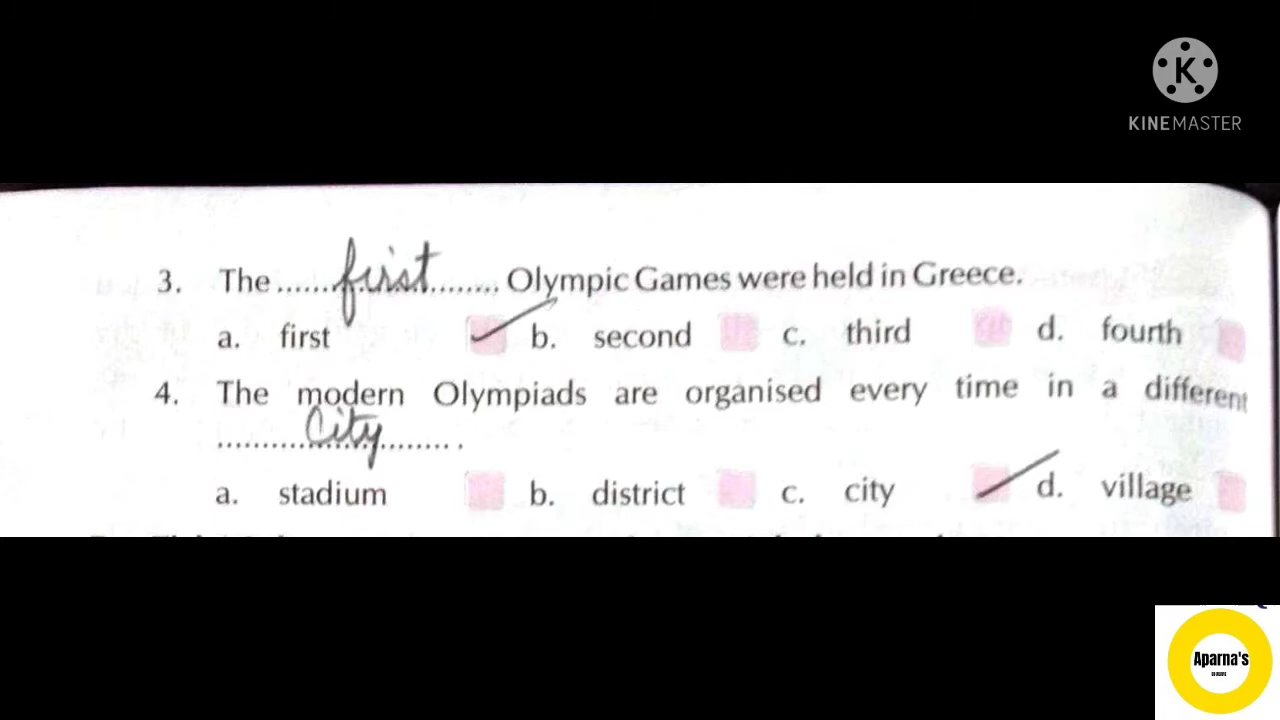 K
KINEMASTER
3. The ......first.......... Olympic Games were held in Greece.
a. first b. second c. third d. fourth
4. The modern Olympiads are organised every time in a different
........City......... .
a. stadium b. district c. city d. village
Aparna's